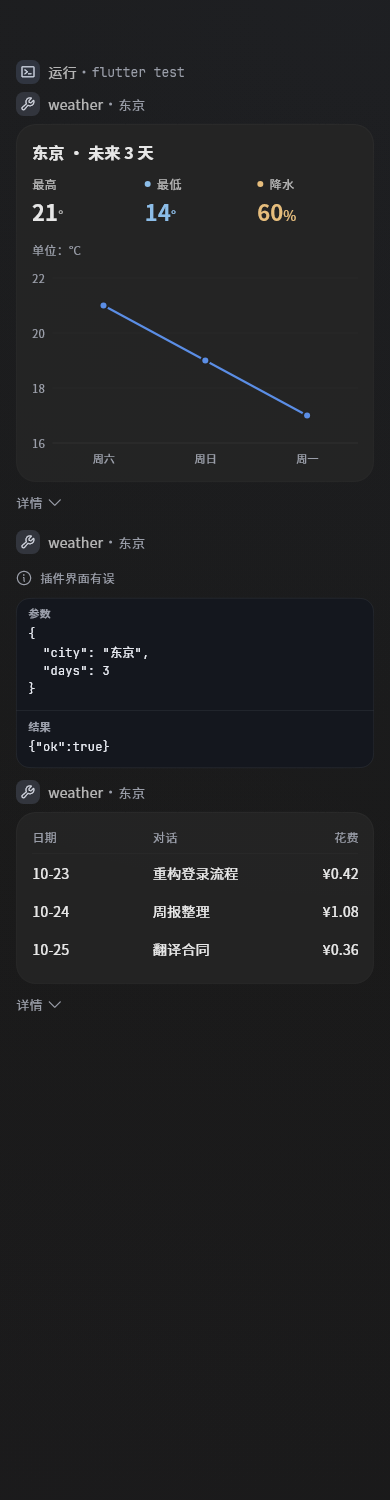 运行 · flutter test
weather · 东京
东京 · 未来 3 天
最高 最低 降水
21° 14° 60%
单位：℃
22
20
18
16
周六 周日 周一
详情
weather · 东京
插件界面有误
参数
{
  "city": "东京",
  "days": 3
}
结果
{"ok":true}
weather · 东京
日期 对话 花费
10-23 重构登录流程 ¥0.42
10-24 周报整理 ¥1.08
10-25 翻译合同 ¥0.36
详情